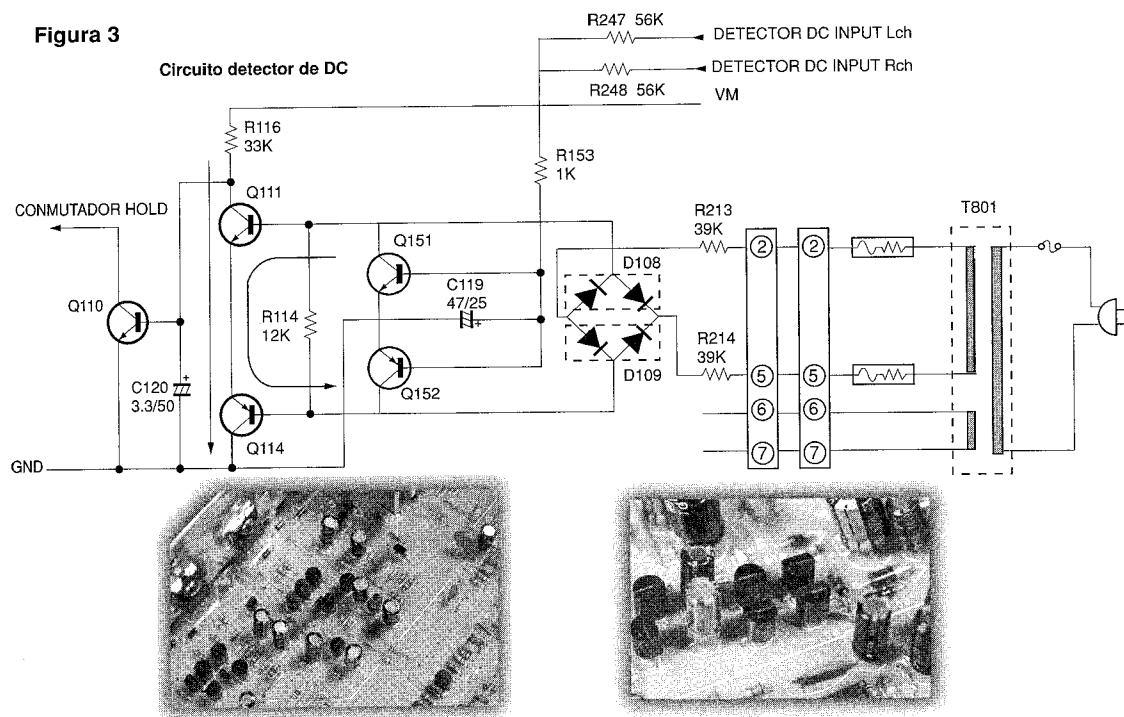 Figura 3
Circuito detector de DC
R247 56K
DETECTOR DC INPUT Lch
DETECTOR DC INPUT Rch
R248 56K
VM
R116
33K
R153
1K
Q111
CONMUTADOR HOLD
R213
39K
T801
2
2
Q151
D108
C119
47/25
+
Q110
R114
12K
R214
39K
D109
5
5
Q152
C120
3.3/50
+
6
6
Q114
7
7
GND